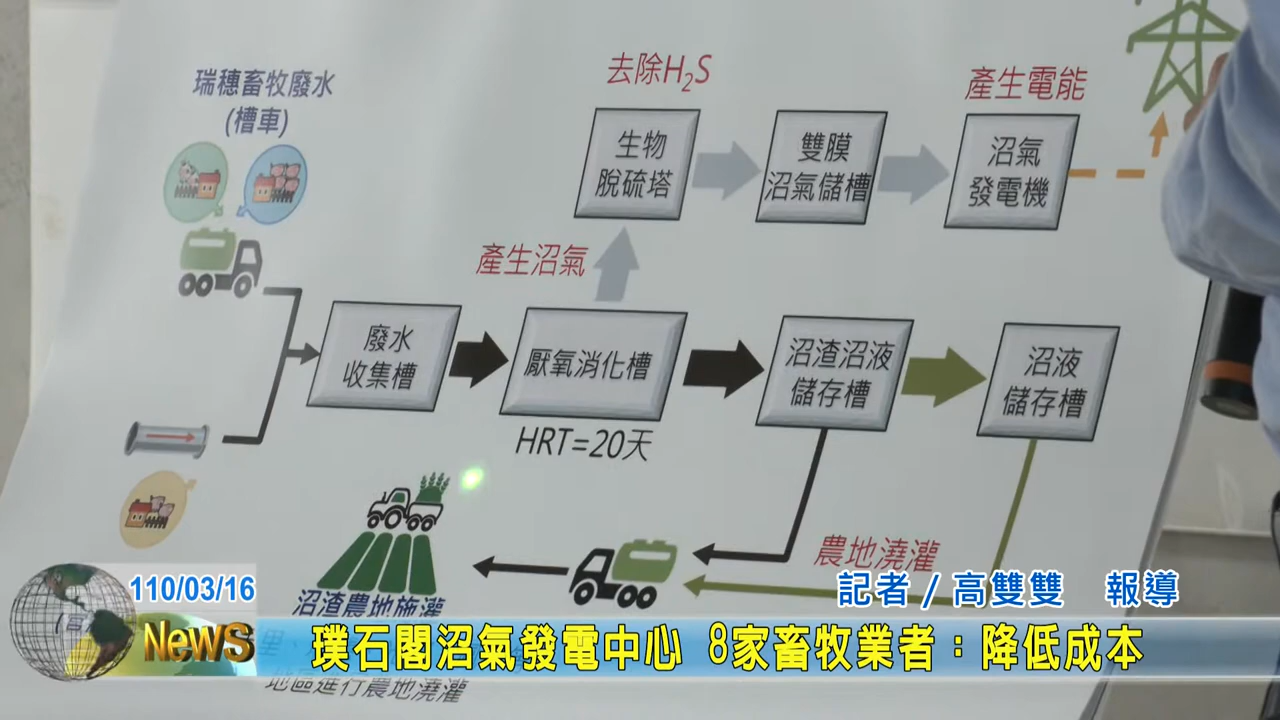 瑞穗畜牧廢水
(槽車)
去除H₂S
產生電能
生物
脫硫塔
雙膜
沼氣儲槽
沼氣
發電機
產生沼氣
廢水
收集槽
厭氧消化槽
沼渣沼液
儲存槽
沼液
儲存槽
HRT=20天
農地澆灌
沼渣農地施灌
110/03/16
記者/高雙雙 報導
News
璞石閣沼氣發電中心 8家畜牧業者:降低成本
地區進行農地澆灌